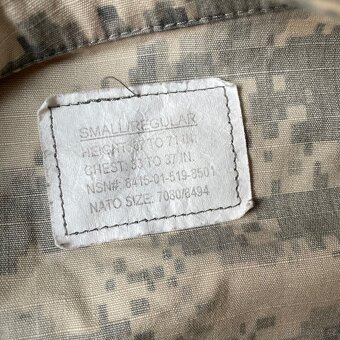 SMALL/REGULAR
HEIGHT: 67 TO 71 IN.
CHEST: 33 TO 37 IN.
NSN#: 8415-01-519-8501
NATO SIZE: 7080/8494